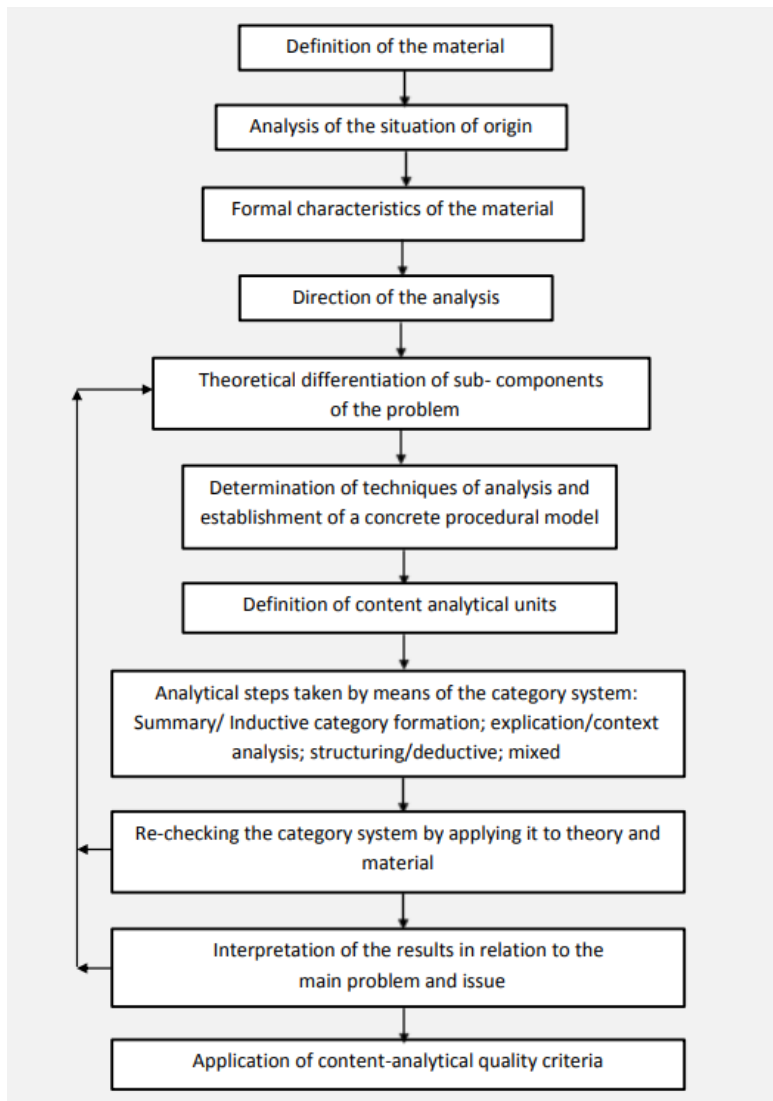 Definition of the material
Analysis of the situation of origin
Formal characteristics of the material
Direction of the analysis
Theoretical differentiation of sub- components
of the problem
Determination of techniques of analysis and
establishment of a concrete procedural model
Definition of content analytical units
Analytical steps taken by means of the category system:
Summary/ Inductive category formation; explication/context
analysis; structuring/deductive; mixed
Re-checking the category system by applying it to theory and
material
Interpretation of the results in relation to the
main problem and issue
Application of content-analytical quality criteria